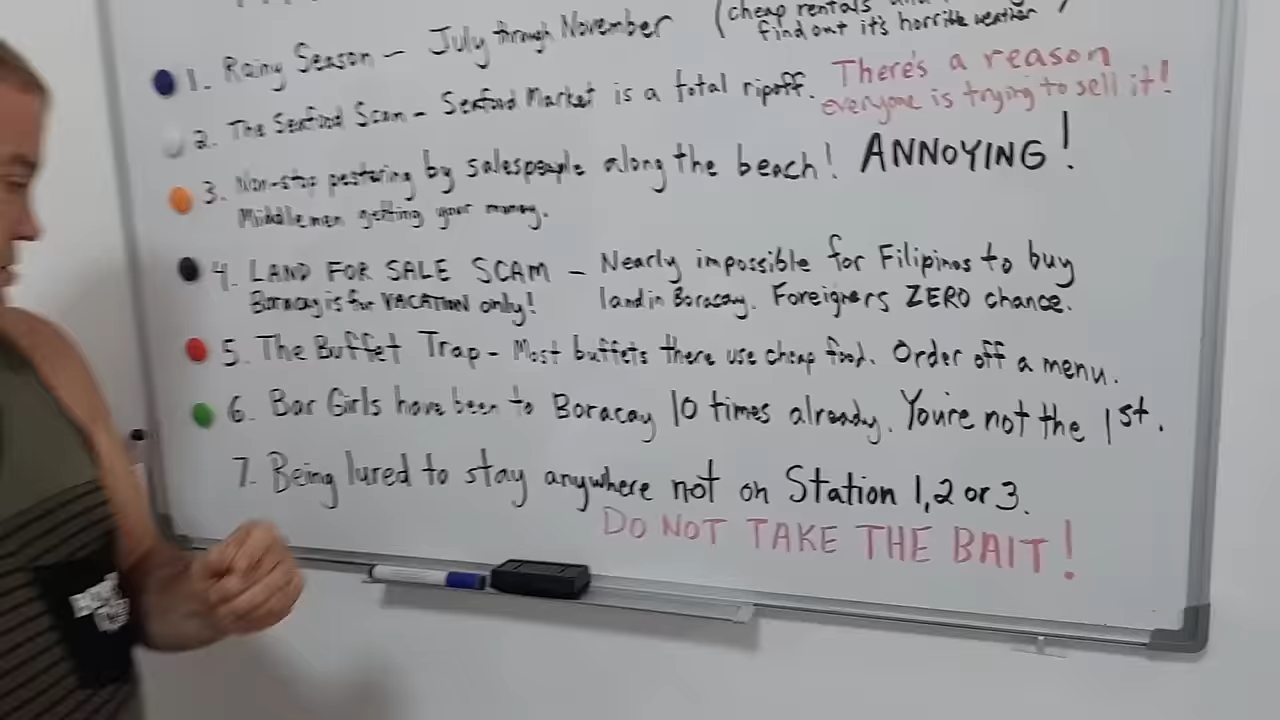 (cheap rentals
1. Rainy Season - July through November find out it's horrible weather )
2. The Seafood Scam - Seafood Market is a total ripoff. There's a reason
everyone is trying to sell it!
3. Non-stop pestering by salespeople along the beach! ANNOYING!
Middlemen getting your money.
4. LAND FOR SALE SCAM - Nearly impossible for Filipinos to buy
Boracay is for VACATION only! land in Boracay. Foreigners ZERO chance.
5. The Buffet Trap - Most buffets there use cheap food. Order off a menu.
6. Bar Girls have been to Boracay 10 times already. You're not the 1st.
7. Being lured to stay anywhere not on Station 1, 2 or 3.
DO NOT TAKE THE BAIT!